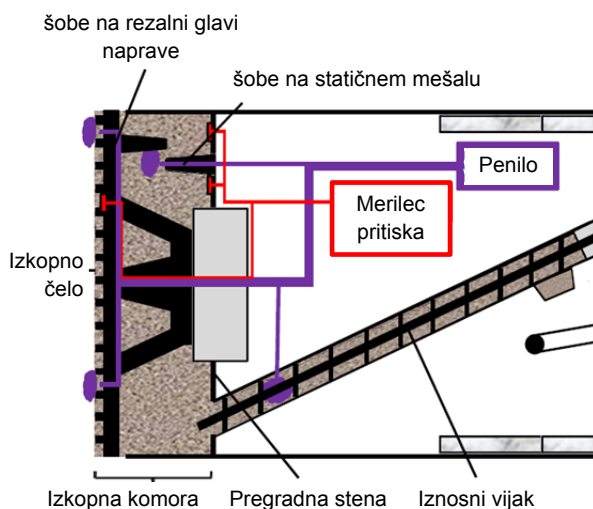 šobe na rezalni glavi
naprave
šobe na statičnem mešalu
Penilo
Merilec
pritiska
Izkopno
čelo
Izkopna komora
Pregradna stena
Iznosni vijak